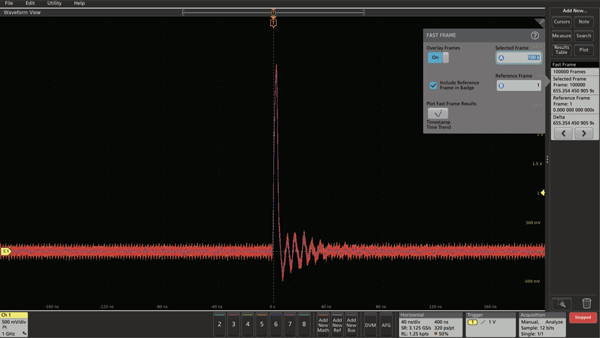 File Edit Utility Help
Add New...
Waveform View
Cursors Note
Measure Search
Results Table Plot
FAST FRAME
Overlay Frames
On
Selected Frame
Include Reference Frame in Badge
Reference Frame
1
Plot Fast Frame Results
Timestamp
Time Trend
Fast Frame
100000 Frames
Selected Frame
Frame: 100000
655.354 450 905 9s
Reference Frame
Frame: 1
0.000 000 000 000s
Delta
655.354 450 905 9s
1.5 V
500 mV
-500 mV
C1
-80 ns
-40 ns
0 s
40 ns
80 ns
120 ns
160 ns
Ch 1
500 mV/div
1 GHz
2 3 4 5 6 7 8
Add New Math
Add New Ref
Add New Bus
DVM
AFG
Horizontal
40 ns/div 400 ns
SR: 3.125 GS/s 320 ps/pt
RL: 1.25 kpts 50%
Trigger
1 1 V
Acquisition
Manual, Analyze
Sample: 12 bits
Single: 1/1
Stopped